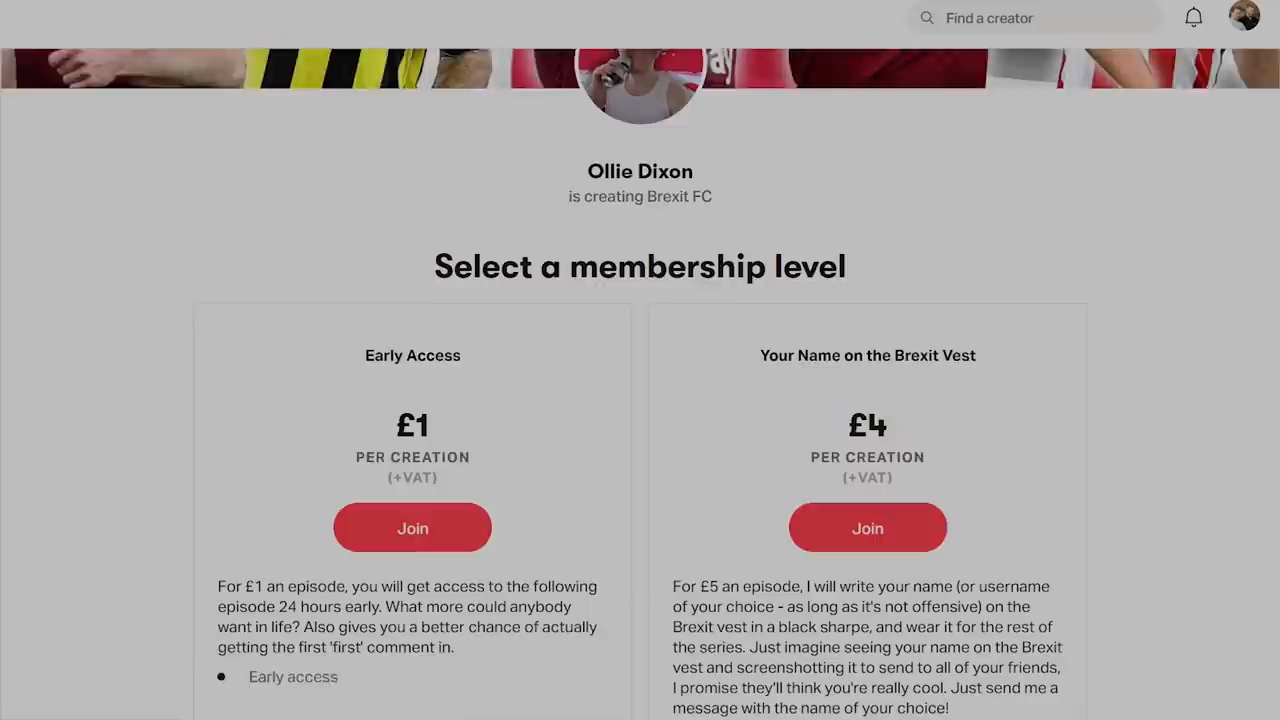 Find a creator
ay
Ollie Dixon
is creating Brexit FC
Select a membership level
Early Access
£1
PER CREATION
(+VAT)
Join
For £1 an episode, you will get access to the following
episode 24 hours early. What more could anybody
want in life? Also gives you a better chance of actually
getting the first 'first' comment in.
Early access
Your Name on the Brexit Vest
£4
PER CREATION
(+VAT)
Join
For £5 an episode, I will write your name (or username
of your choice - as long as it's not offensive) on the
Brexit vest in a black sharpe, and wear it for the rest of
the series. Just imagine seeing your name on the Brexit
vest and screenshotting it to send to all of your friends,
I promise they'll think you're really cool. Just send me a
message with the name of your choice!